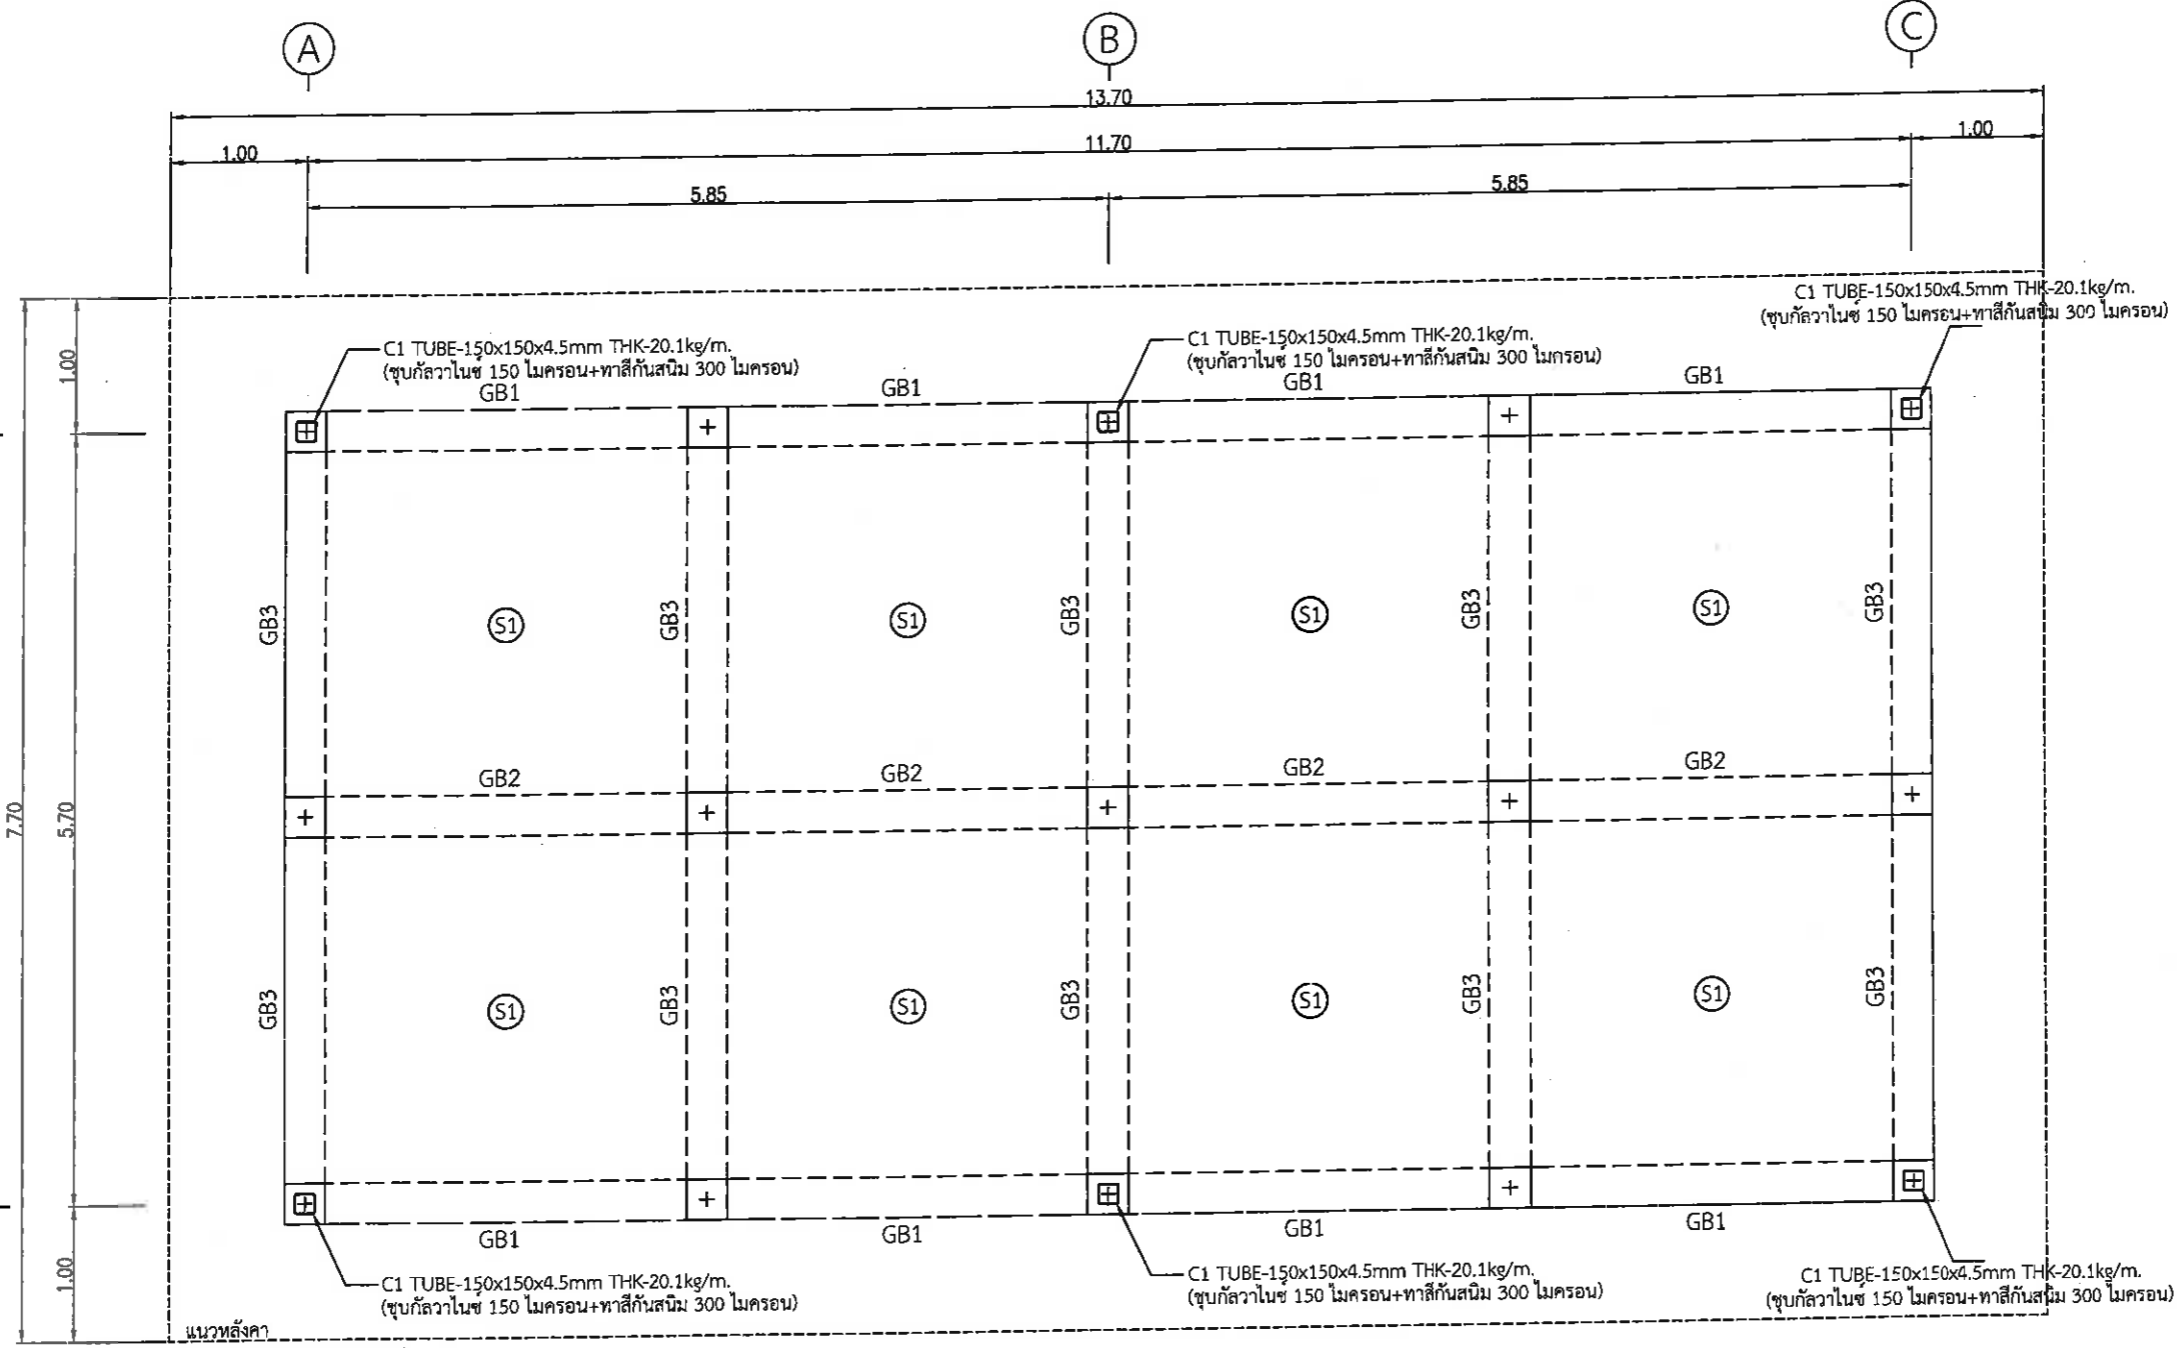 A
B
C
13.70
1.00
11.70
1.00
5.85
5.85
C1 TUBE-150x150x4.5mm THK-20.1kg/m.
(ชุบกัลวาไนซ์ 150 ไมครอน+ทาสีกันสนิม 300 ไมครอน)
C1 TUBE-150x150x4.5mm THK-20.1kg/m.
(ชุบกัลวาไนซ์ 150 ไมครอน+ทาสีกันสนิม 300 ไมครอน)
C1 TUBE-150x150x4.5mm THK-20.1kg/m.
(ชุบกัลวาไนซ์ 150 ไมครอน+ทาสีกันสนิม 300 ไมครอน)
1.00
GB1
GB1
GB1
GB1
GB3
S1
GB3
S1
GB3
S1
GB3
S1
GB3
GB2
GB2
GB2
GB2
7.70
5.70
GB3
S1
GB3
S1
GB3
S1
GB3
S1
GB3
GB1
GB1
GB1
GB1
1.00
C1 TUBE-150x150x4.5mm THK-20.1kg/m.
(ชุบกัลวาไนซ์ 150 ไมครอน+ทาสีกันสนิม 300 ไมครอน)
C1 TUBE-150x150x4.5mm THK-20.1kg/m.
(ชุบกัลวาไนซ์ 150 ไมครอน+ทาสีกันสนิม 300 ไมครอน)
C1 TUBE-150x150x4.5mm THK-20.1kg/m.
(ชุบกัลวาไนซ์ 150 ไมครอน+ทาสีกันสนิม 300 ไมครอน)
แนวหลังคา